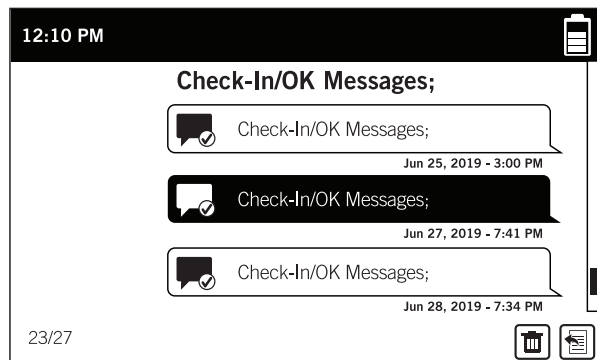 12:10 PM
Check-In/OK Messages;
Check-In/OK Messages;
Jun 25, 2019 - 3:00 PM
Check-In/OK Messages;
Jun 27, 2019 - 7:41 PM
Check-In/OK Messages;
Jun 28, 2019 - 7:34 PM
23/27